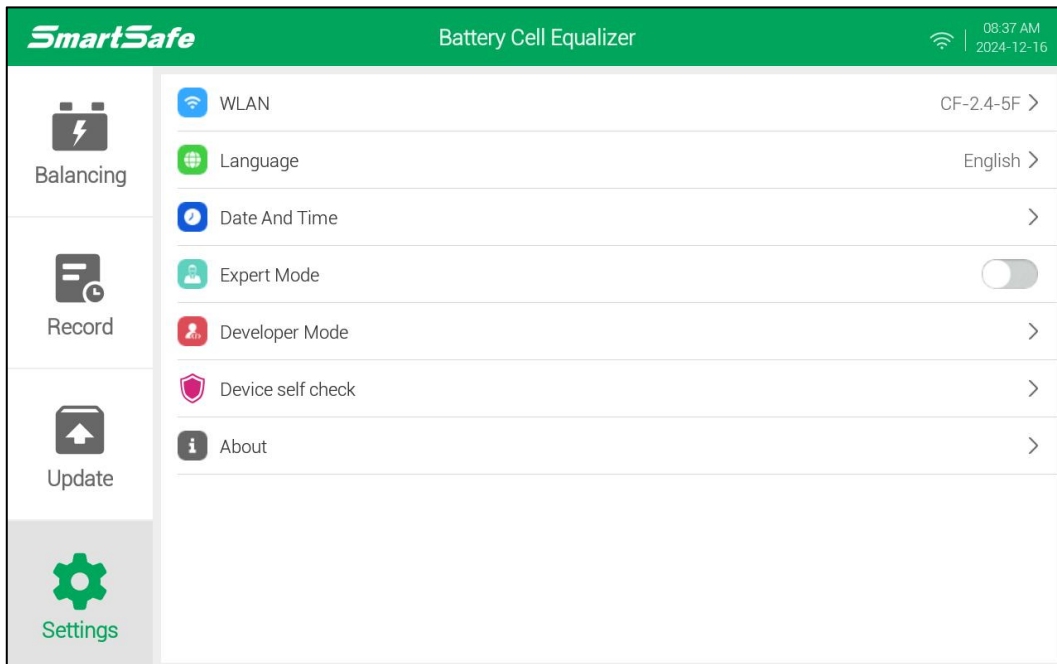 SmartSafe
Battery Cell Equalizer
08:37 AM
2024-12-16
Balancing
Record
Update
Settings
WLAN CF-2.4-5F
Language English
Date And Time
Expert Mode
Developer Mode
Device self check
About